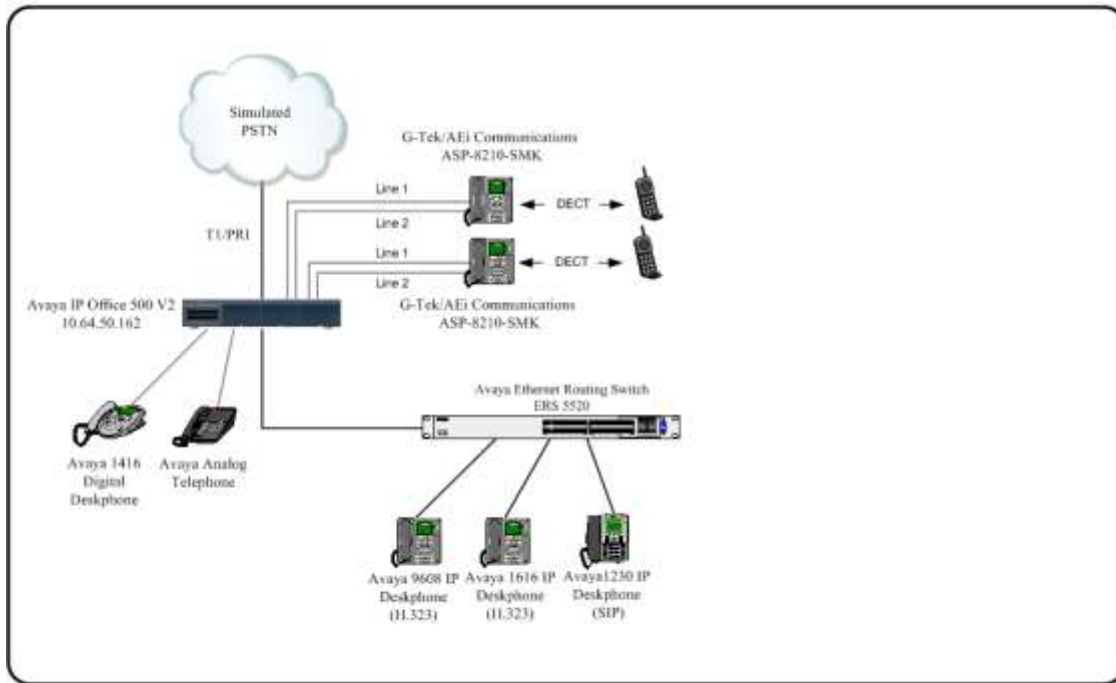 Simulated
PSTN
G-Tek/AEi Communications
ASP-8210-SMK
Line 1
DECT
Line 2
T1/PRI
Line 1
DECT
Line 2
G-Tek/AEi Communications
ASP-8210-SMK
Avaya IP Office 500 V2
10.64.50.162
Avaya Ethernet Routing Switch
ERS 5520
Avaya 1416
Digital
Deskphone
Avaya Analog
Telephone
Avaya 9608 IP
Deskphone
(H.323)
Avaya 1616 IP
Deskphone
(H.323)
Avaya1230 IP
Deskphone
(SIP)